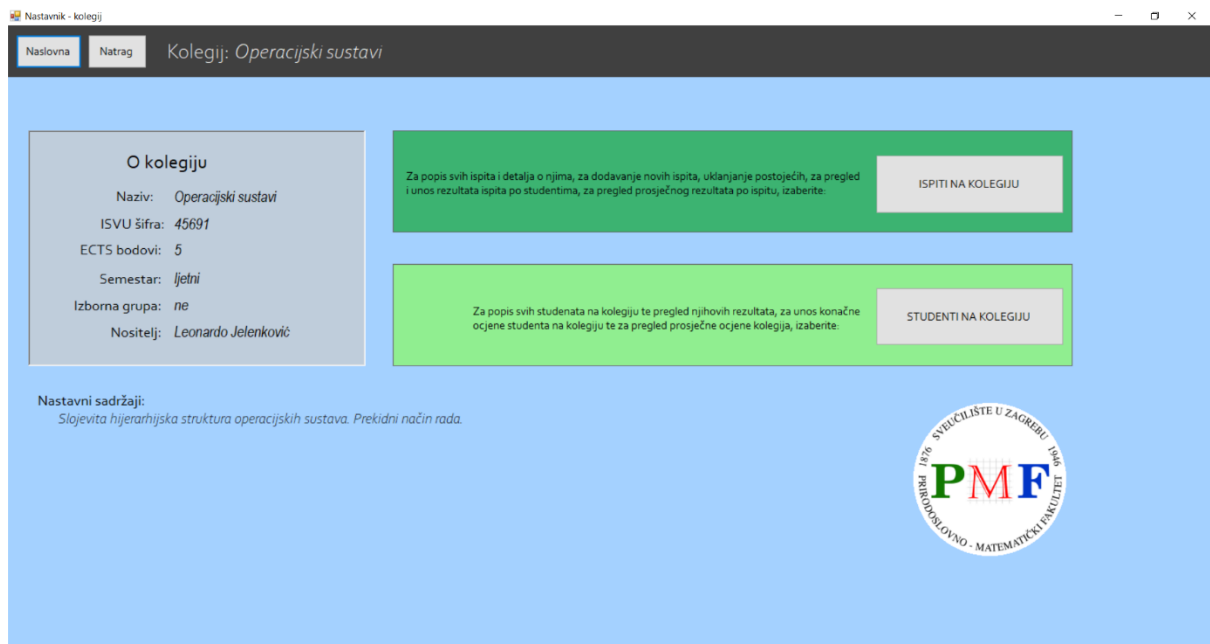 Nastavnik - kolegij
Naslovna
Natrag
Kolegij: Operacijski sustavi
O kolegiju
Naziv: Operacijski sustavi
ISVU šifra: 45691
ECTS bodovi: 5
Semestar: ljetni
Izborna grupa: ne
Nositelj: Leonardo Jelenković
Za popis svih ispita i detalja o njima, za dodavanje novih ispita, uklanjanje postojećih, za pregled
i unos rezultata ispita po studentima, za pregled prosječnog rezultata po ispitu, izaberite:
ISPITI NA KOLEGIJU
Za popis svih studenata na kolegiju te pregled njihovih rezultata, za unos konačne
ocjene studenta na kolegiju te za pregled prosječne ocjene kolegija, izaberite:
STUDENTI NA KOLEGIJU
Nastavni sadržaji:
Slojevita hijerarhijska struktura operacijskih sustava. Prekidni način rada.
1876 SVEUČILIŠTE U ZAGREBU 1946
PMF
PRIRODOSLOVNO - MATEMATIČKI FAKULTET